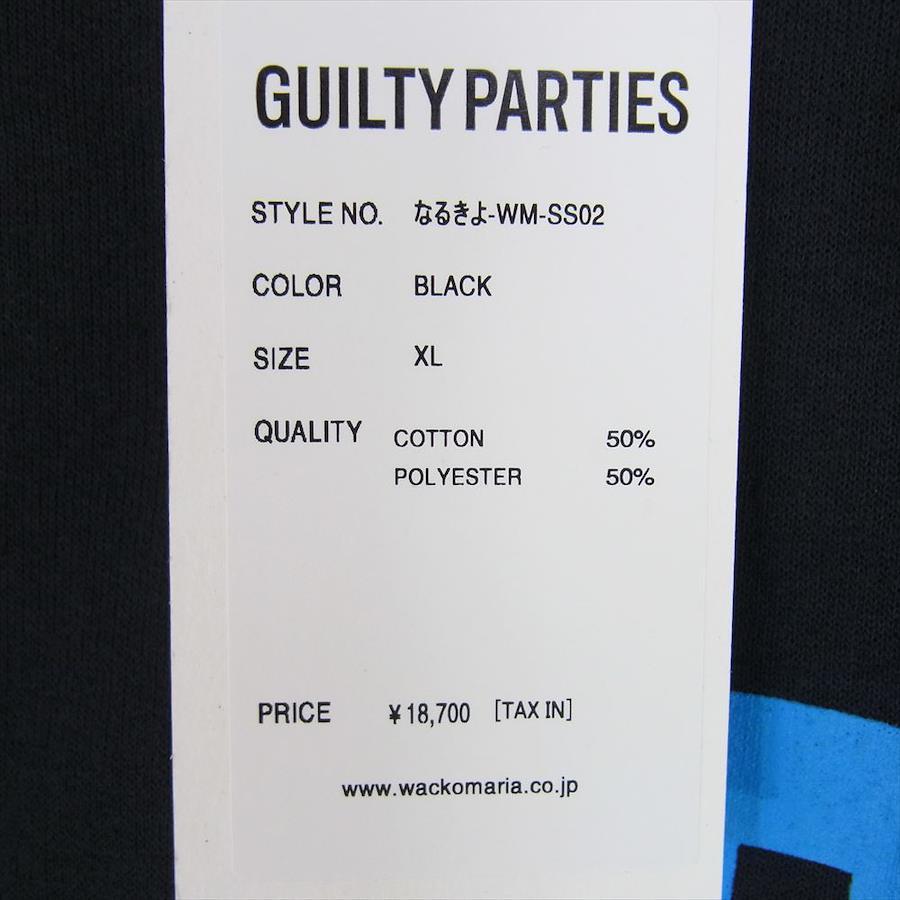 GUILTY PARTIES
STYLE NO. なるきよ-WM-SS02
COLOR BLACK
SIZE XL
QUALITY COTTON 50%
POLYESTER 50%
PRICE ¥18,700 [TAX IN]
www.wackomaria.co.jp